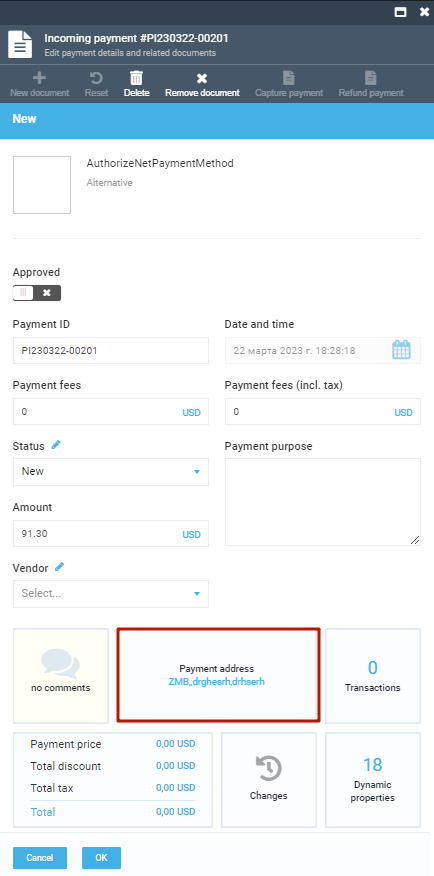 Incoming payment #PI230322-00201
Edit payment details and related documents
New document Reset Delete Remove document Capture payment Refund payment
New
AuthorizeNetPaymentMethod
Alternative
Approved
Payment ID Date and time
PI230322-00201 22 марта 2023 г. 18:28:18
Payment fees Payment fees (incl. tax)
0 USD 0 USD
Status Payment purpose
New
Amount
91.30 USD
Vendor
Select...
Payment address
ZMB,,drghesrh,drhserh
0
no comments Transactions
Payment price 0,00 USD
Total discount 0,00 USD
Total tax 0,00 USD
Total 0,00 USD
Changes
18
Dynamic
properties
Cancel OK